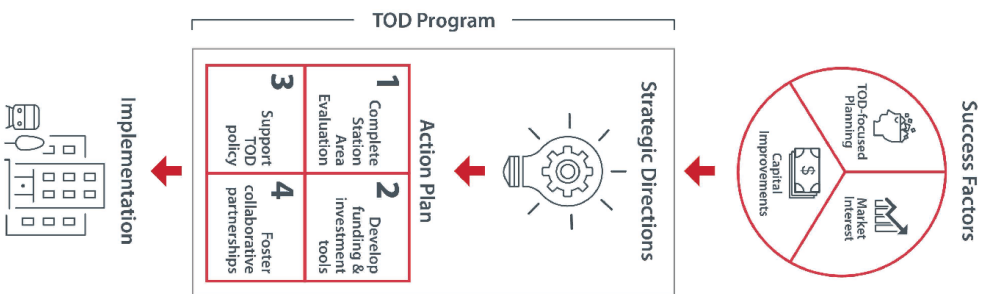 TOD Program
Success Factors
TOD-focused
Planning
Market
Interest
Capital
Improvements
$
Strategic Directions
Action Plan
1
Complete
Station
Area
Evaluation
2
Develop
funding &
investment
tools
3
Support
TOD
policy
4
Foster
collaborative
partnerships
Implementation